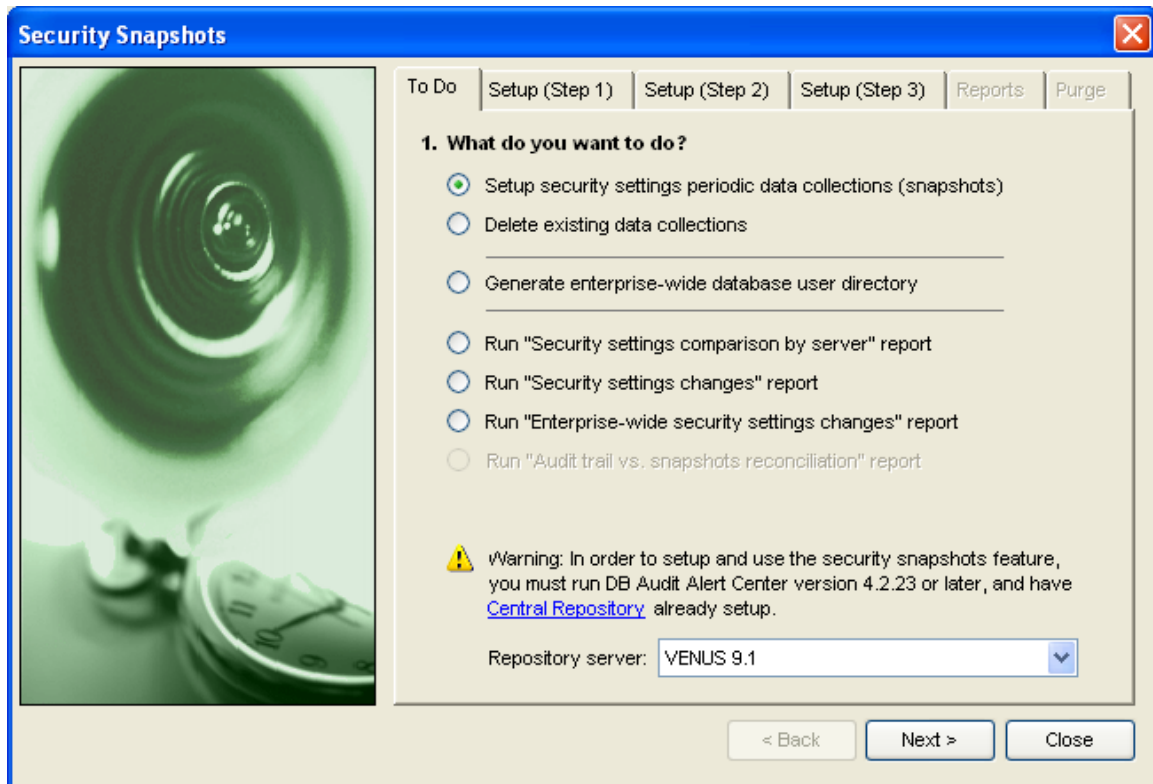 Security Snapshots
To Do
Setup (Step 1)
Setup (Step 2)
Setup (Step 3)
Reports
Purge
1. What do you want to do?
Setup security settings periodic data collections (snapshots)
Delete existing data collections
Generate enterprise-wide database user directory
Run "Security settings comparison by server" report
Run "Security settings changes" report
Run "Enterprise-wide security settings changes" report
Run "Audit trail vs. snapshots reconciliation" report
Warning: In order to setup and use the security snapshots feature,
you must run DB Audit Alert Center version 4.2.23 or later, and have
Central Repository already setup.
Repository server: VENUS 9.1
< Back
Next >
Close
11
10
9
8